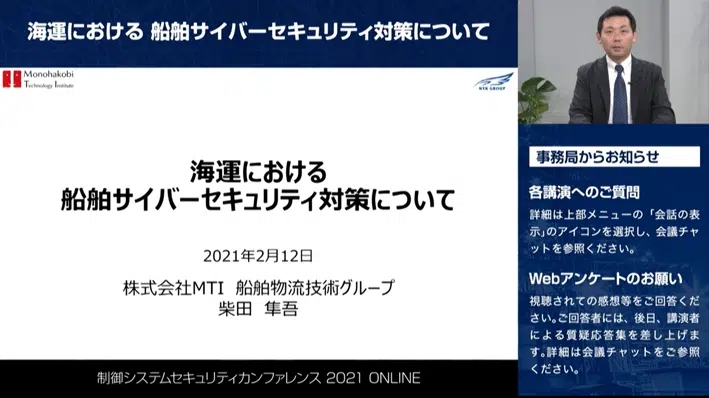 海運における 船舶サイバーセキュリティ対策について
Monohakobi
Technology Institute
NYK GROUP
海運における
船舶サイバーセキュリティ対策について
2021年2月12日
株式会社MTI 船舶物流技術グループ
柴田 隼吾
制御システムセキュリティカンファレンス 2021 ONLINE
事務局からお知らせ
各講演へのご質問
詳細は上部メニューの「会話の表
示」のアイコンを選択し、会議チャ
ットを参照ください。
Webアンケートのお願い
視聴されての感想等をご回答くださ
い。ご回答者には、後日、講演者
による質疑応答集を差し上げま
す。詳細は会議チャットをご参照
ください。